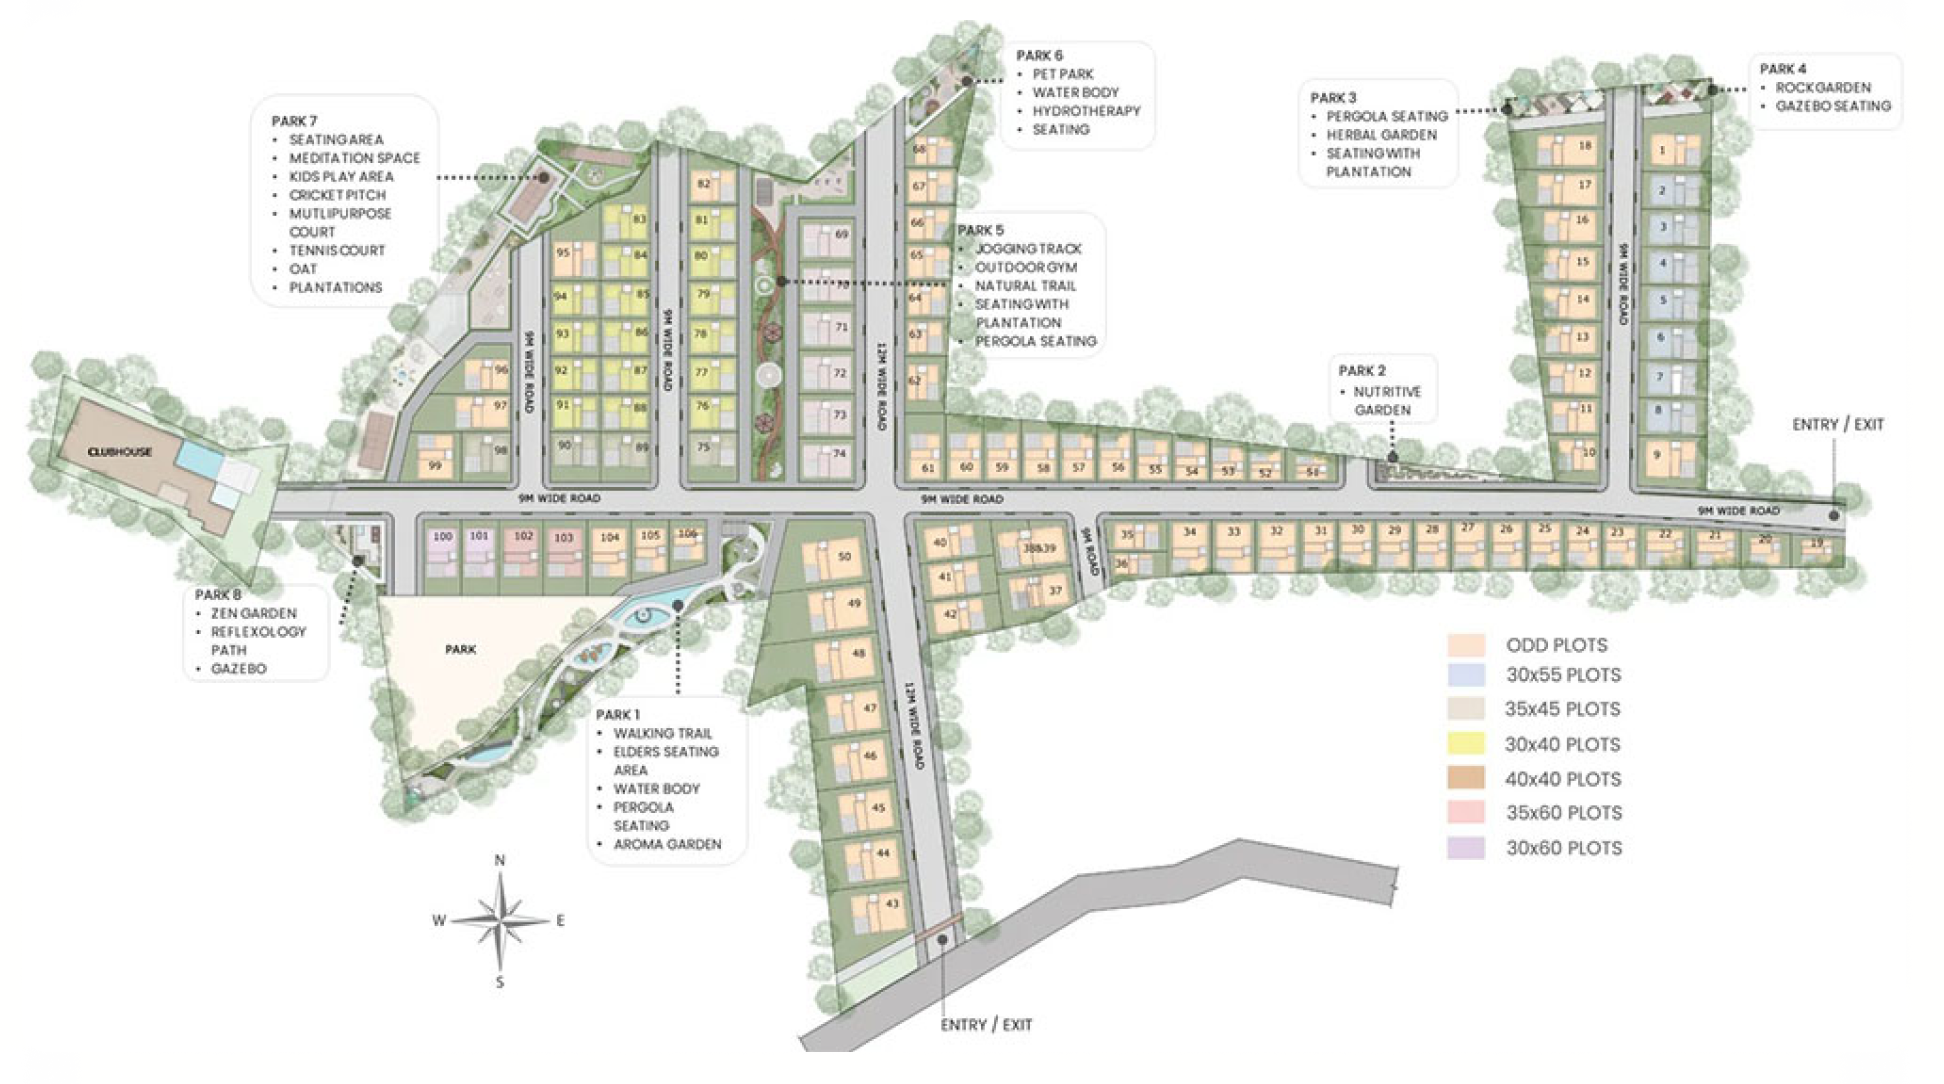 PARK 7
• SEATING AREA
• MEDITATION SPACE
• KIDS PLAY AREA
• CRICKET PITCH
• MUTLIPURPOSE
COURT
• TENNIS COURT
• OAT
• PLANTATIONS
PARK 6
• PET PARK
• WATER BODY
• HYDROTHERAPY
• SEATING
PARK 3
• PERGOLA SEATING
• HERBAL GARDEN
• SEATING WITH
PLANTATION
PARK 4
• ROCKGARDEN
• GAZEBO SEATING
PARK 5
• JOGGING TRACK
• OUTDOOR GYM
• NATURAL TRAIL
• SEATING WITH
PLANTATION
• PERGOLA SEATING
PARK 2
• NUTRITIVE
GARDEN
ENTRY / EXIT
CLUBHOUSE
82
81
80
79
78
77
76
75
83
84
85
86
87
88
89
95
94
93
92
91
90
96
97
98
99
69
70
71
72
73
74
68
67
66
65
64
63
62
61
60
59
58
57
56
55
54
53
52
51
18
17
16
15
14
13
12
11
10
1
2
3
4
5
6
7
8
9
9M WIDE ROAD
9M WIDE ROAD
12M WIDE ROAD
9M WIDE ROAD
9M WIDE ROAD
9M WIDE ROAD
9M WIDE ROAD
100
101
102
103
104
105
106
50
49
48
47
46
45
44
43
40
41
42
38&39
37
9M ROAD
35
36
34
33
32
31
30
29
28
27
26
25
24
23
22
21
20
19
12M WIDE ROAD
PARK 8
• ZEN GARDEN
• REFLEXOLOGY
PATH
• GAZEBO
PARK
PARK 1
• WALKING TRAIL
• ELDERS SEATING
AREA
• WATER BODY
• PERGOLA
SEATING
• AROMA GARDEN
ODD PLOTS
30x55 PLOTS
35x45 PLOTS
30x40 PLOTS
40x40 PLOTS
35x60 PLOTS
30x60 PLOTS
N
W
E
S
ENTRY / EXIT